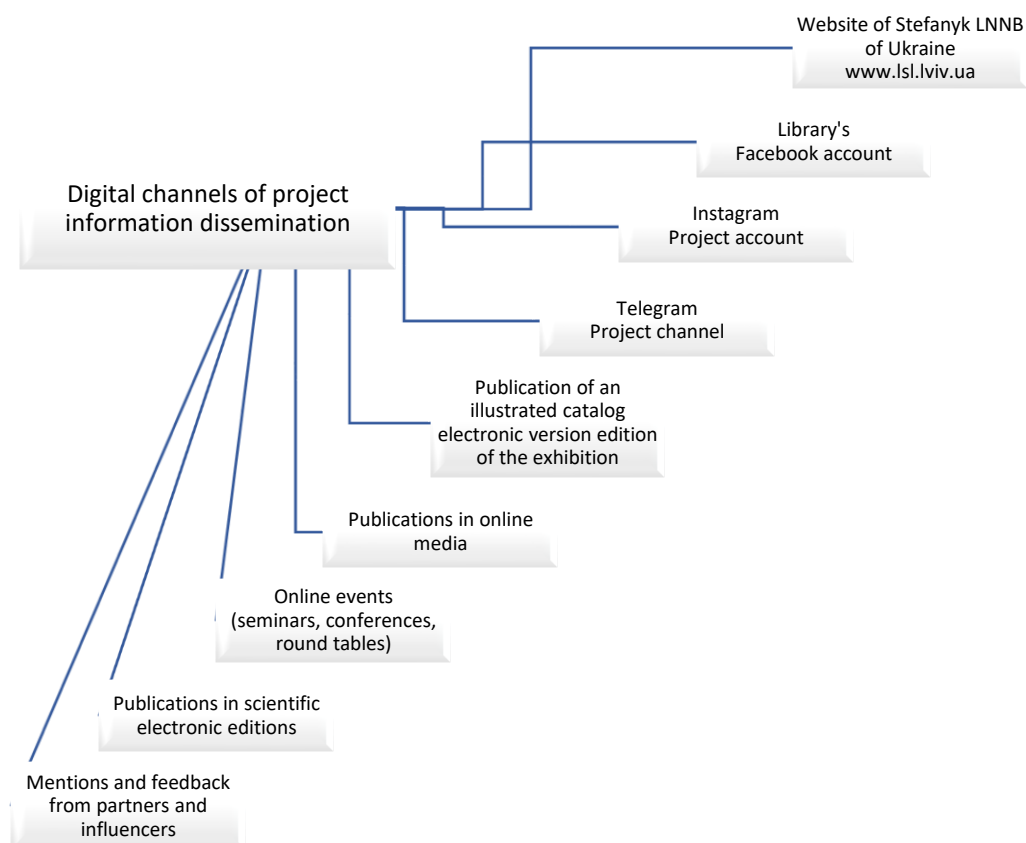 Website of Stefanyk LNNB
of Ukraine
www.lsl.lviv.ua
Library's
Facebook account
Digital channels of project
information dissemination
Instagram
Project account
Telegram
Project channel
Publication of an
illustrated catalog
electronic version edition
of the exhibition
Publications in online
media
Online events
(seminars, conferences,
round tables)
Publications in scientific
electronic editions
Mentions and feedback
from partners and
influencers